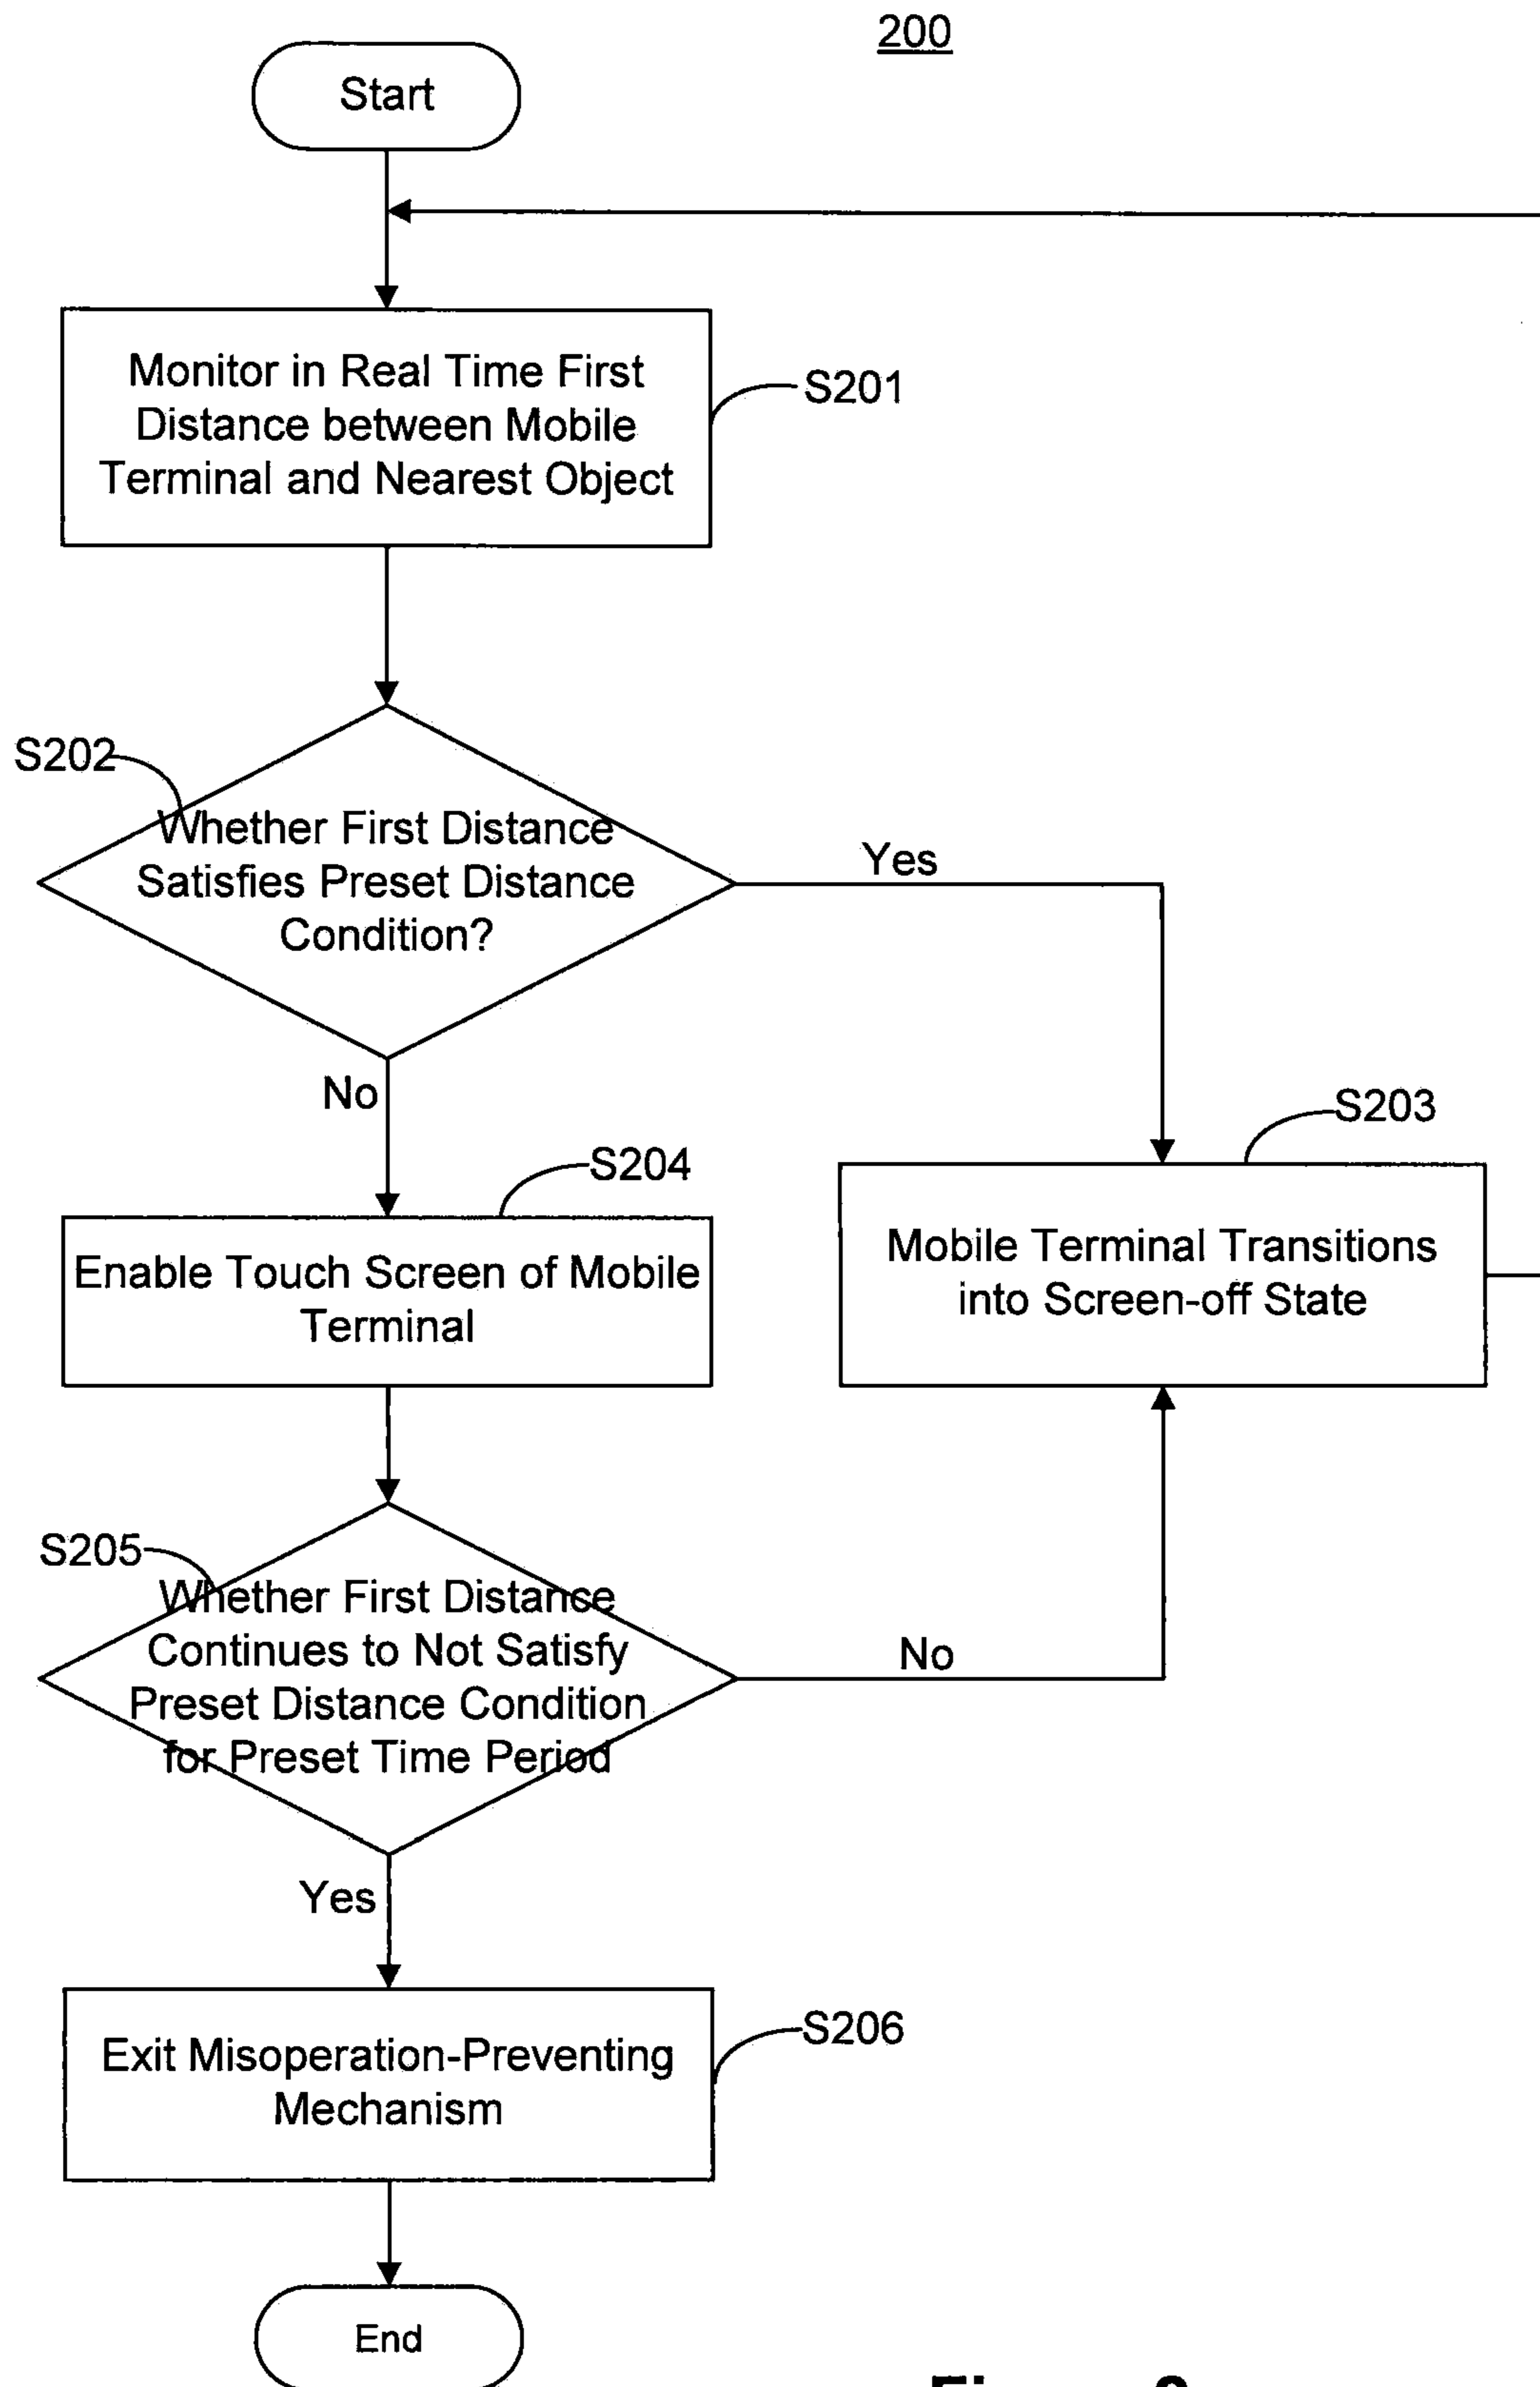 200
Start
Monitor in Real Time First
Distance between Mobile
Terminal and Nearest Object
S201
S202
Whether First Distance
Satisfies Preset Distance
Condition?
Yes
No
S203
S204
Enable Touch Screen of Mobile
Terminal
Mobile Terminal Transitions
into Screen-off State
S205
Whether First Distance
Continues to Not Satisfy
Preset Distance Condition
for Preset Time Period
No
Yes
S206
Exit Misoperation-Preventing
Mechanism
End